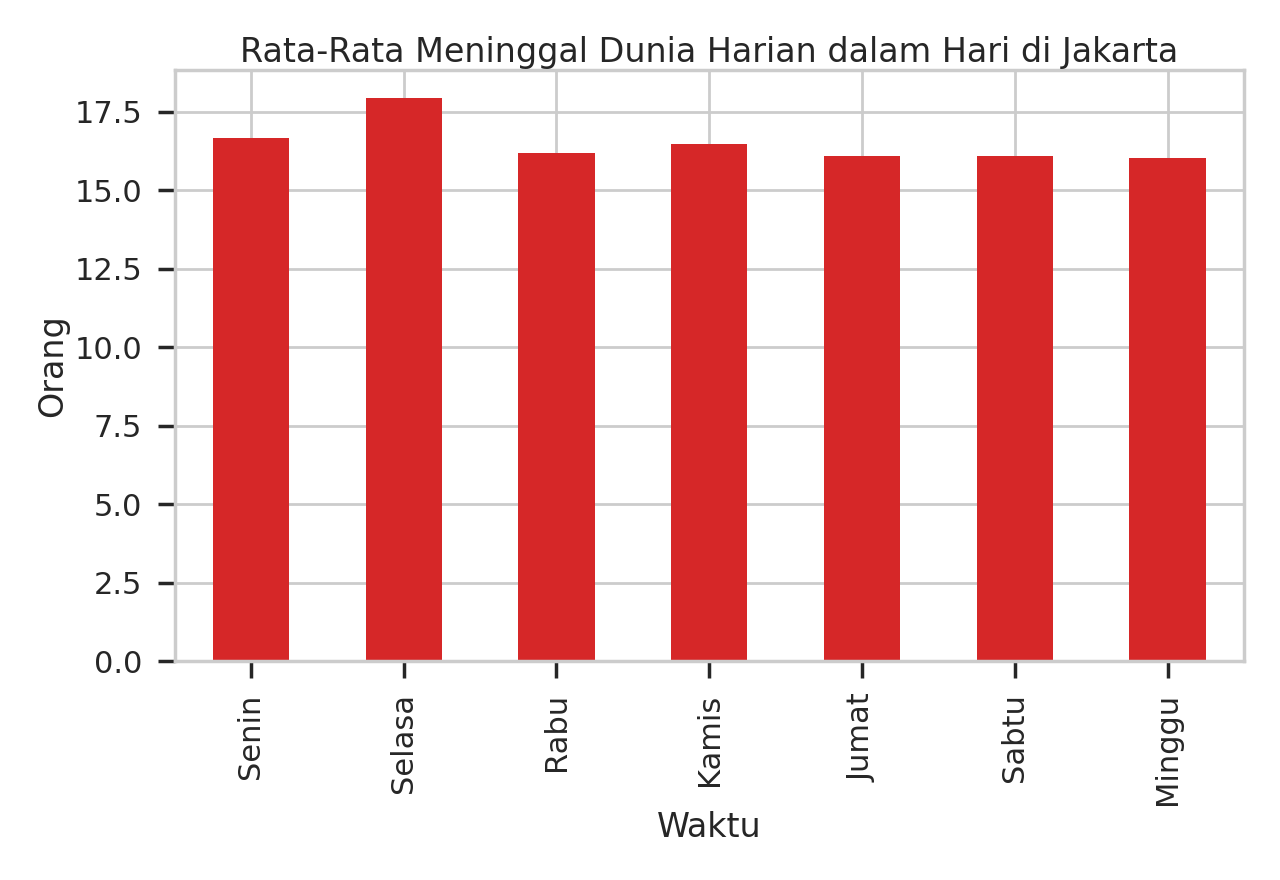 Rata-Rata Meninggal Dunia Harian dalam Hari di Jakarta
17.5
15.0
12.5
10.0
7.5
5.0
2.5
0.0
Orang
Senin
Selasa
Rabu
Kamis
Jumat
Sabtu
Minggu
Waktu